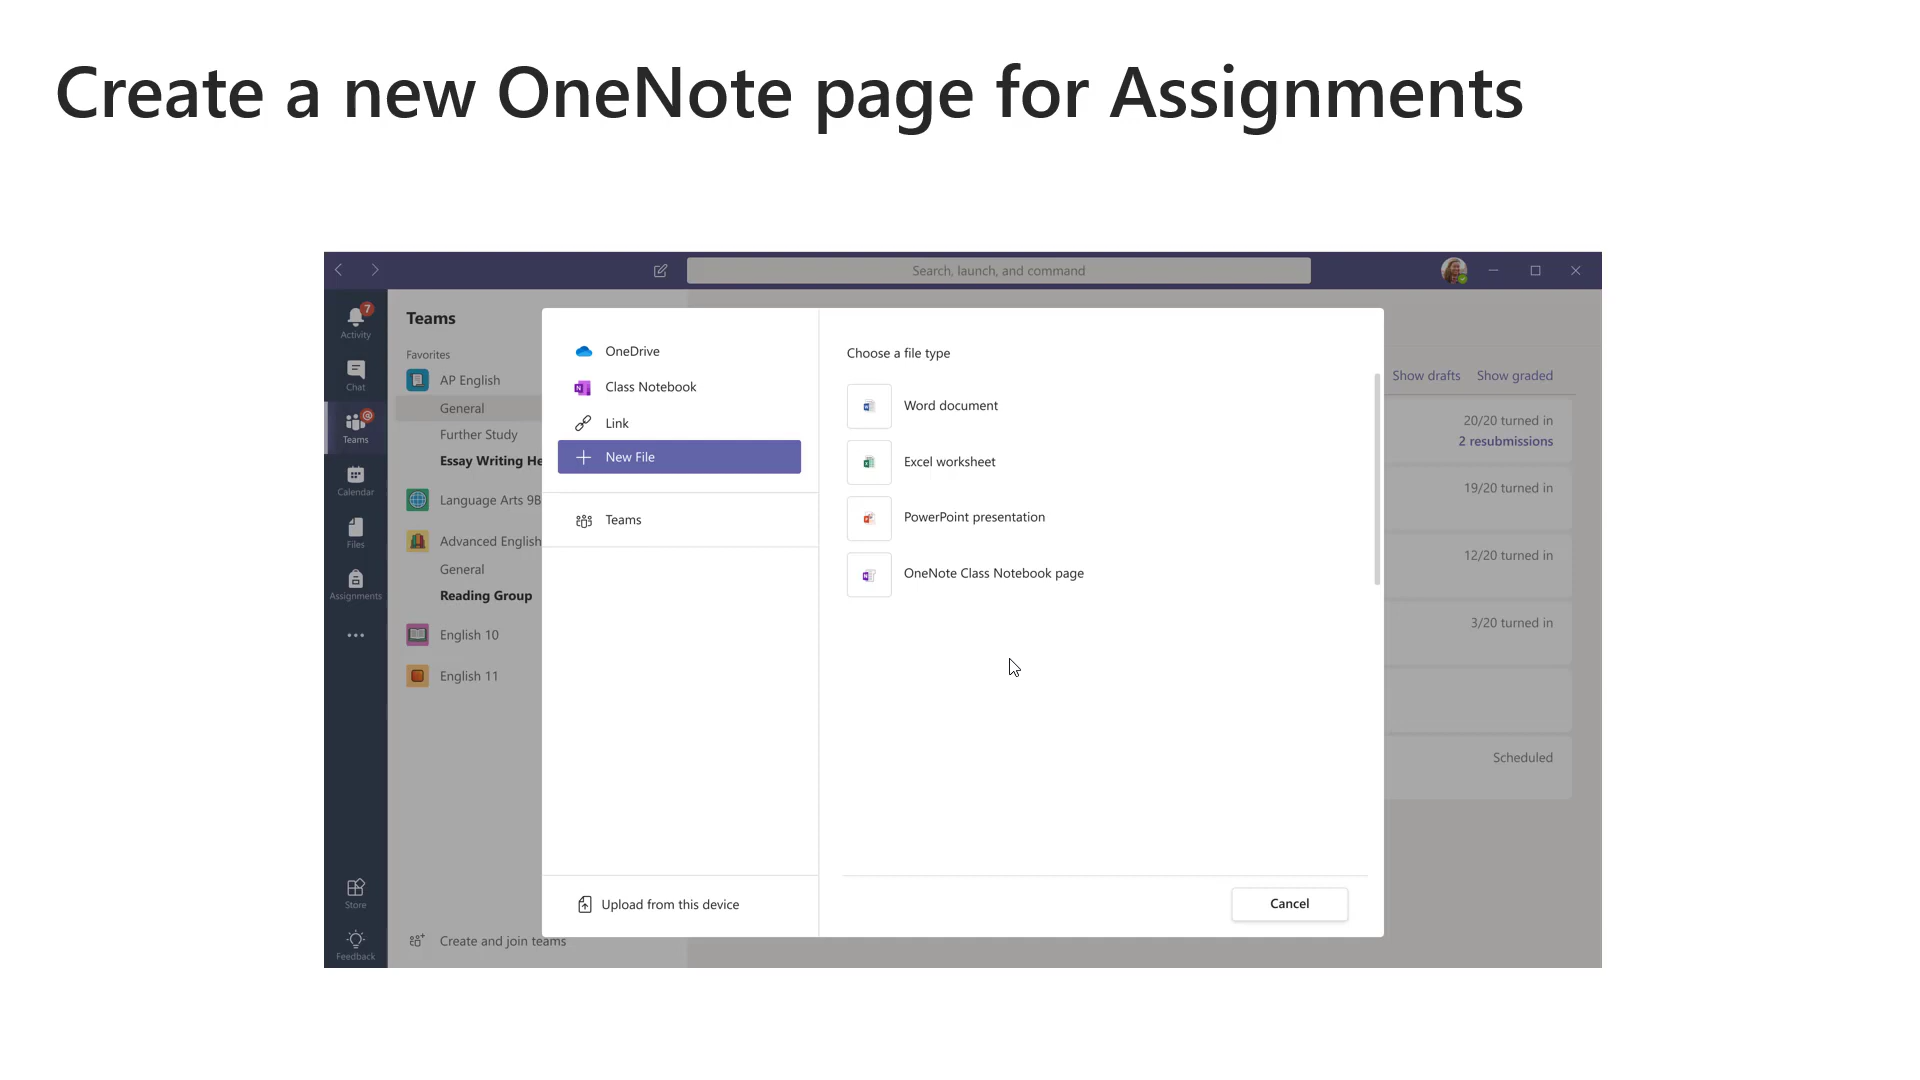 Create a new OneNote page for Assignments
Search, launch, and command
7
Activity
Chat
Teams
Calendar
Files
Assignments
Store
Feedback
Teams
Favorites
AP English
General
Further Study
Essay Writing He
Language Arts 9B
Advanced English
General
Reading Group
English 10
English 11
Create and join teams
OneDrive
Class Notebook
Link
New File
Teams
Upload from this device
Choose a file type
Word document
Excel worksheet
PowerPoint presentation
OneNote Class Notebook page
Cancel
Show drafts Show graded
20/20 turned in
2 resubmissions
19/20 turned in
12/20 turned in
3/20 turned in
Scheduled